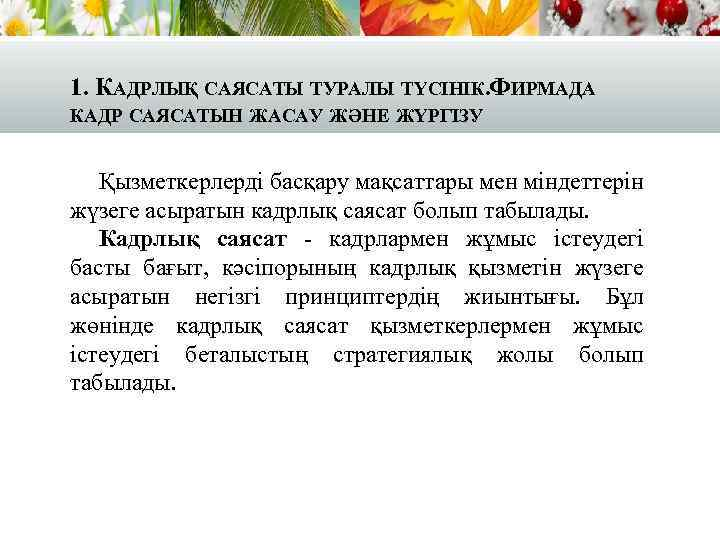 1. КАДРЛЫҚ САЯСАТЫ ТУРАЛЫ ТҮСІНІК.ФИРМАДА
КАДР САЯСАТЫН ЖАСАУ ЖӘНЕ ЖҮРГІЗУ
Қызметкерлерді басқару мақсаттары мен міндеттерін
жүзеге асыратын кадрлық саясат болып табылады.
Кадрлық саясат - кадрлармен жұмыс істеудегі
басты бағыт, кәсіпорының кадрлық қызметін жүзеге
асыратын негізгі принциптердің жиынтығы. Бұл
жөнінде кадрлық саясат қызметкерлермен жұмыс
істеудегі беталыстың стратегиялық жолы болып
табылады.